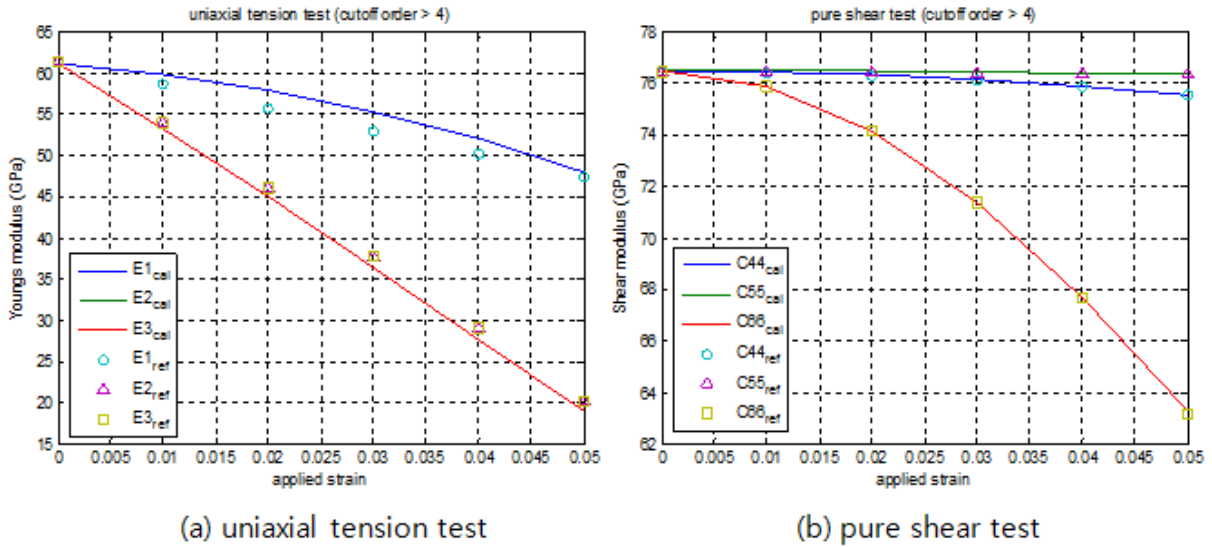 uniaxial tension test (cutoff order > 4)
65
60
55
50
45
40
35
30
25
20
15
Youngs modulus (GPa)
E1cal
E2cal
E3cal
E1ref
E2ref
E3ref
0 0.005 0.01 0.015 0.02 0.025 0.03 0.035 0.04 0.045 0.05
applied strain
(a) uniaxial tension test
pure shear test (cutoff order > 4)
78
76
74
72
70
68
66
64
62
Shear modulus (GPa)
C44cal
C55cal
C66cal
C44ref
C55ref
C66ref
0 0.005 0.01 0.015 0.02 0.025 0.03 0.035 0.04 0.045 0.05
applied strain
(b) pure shear test